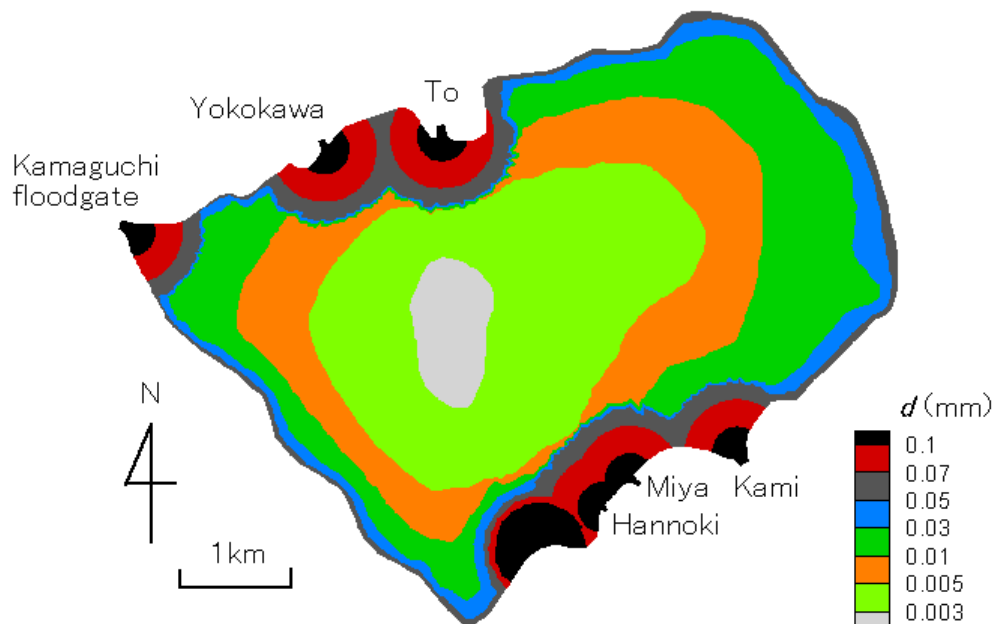 To
Yokokawa
Kamaguchi
floodgate
N
1km
Miya
Kami
Hannoki
d (mm)
0.1
0.07
0.05
0.03
0.01
0.005
0.003